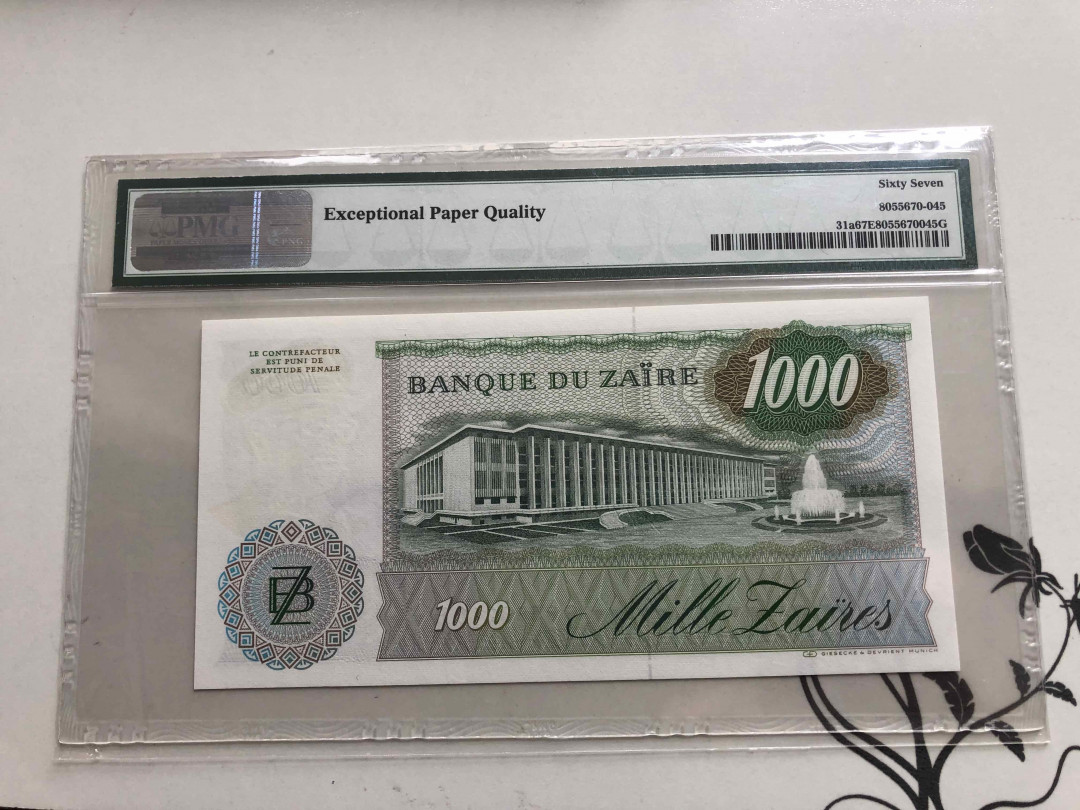 PMG
Exceptional Paper Quality
Sixty Seven
8055670-045
31a67E8055670045G
LE CONTREFACTEUR
EST PUNI DE
SERVITUDE PENALE
BANQUE DU ZAÏRE
1000
BZ
1000
Mille Zaïres
GIESECKE & DEVRIENT MUNICH